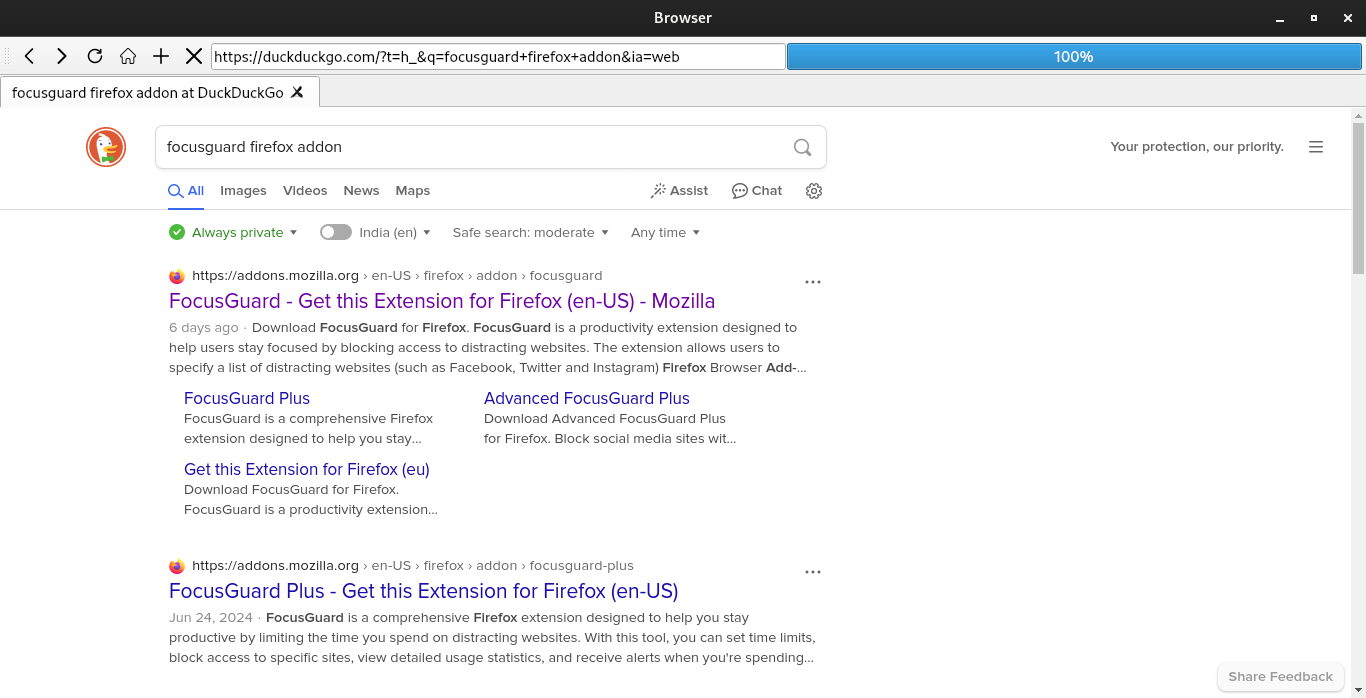 Browser
https://duckduckgo.com/?t=h_&q=focusguard+firefox+addon&ia=web
100%
focusguard firefox addon at DuckDuckGo
focusguard firefox addon
Your protection, our priority.
All Images Videos News Maps Assist Chat
Always private India (en) Safe search: moderate Any time
https://addons.mozilla.org › en-US › firefox › addon › focusguard
FocusGuard - Get this Extension for Firefox (en-US) - Mozilla
6 days ago · Download FocusGuard for Firefox. FocusGuard is a productivity extension designed to
help users stay focused by blocking access to distracting websites. The extension allows users to
specify a list of distracting websites (such as Facebook, Twitter and Instagram) Firefox Browser Add-...
FocusGuard Plus
FocusGuard is a comprehensive Firefox
extension designed to help you stay...
Advanced FocusGuard Plus
Download Advanced FocusGuard Plus
for Firefox. Block social media sites wit...
Get this Extension for Firefox (eu)
Download FocusGuard for Firefox.
FocusGuard is a productivity extension...
https://addons.mozilla.org › en-US › firefox › addon › focusguard-plus
FocusGuard Plus - Get this Extension for Firefox (en-US)
Jun 24, 2024 · FocusGuard is a comprehensive Firefox extension designed to help you stay
productive by limiting the time you spend on distracting websites. With this tool, you can set time limits,
block access to specific sites, view detailed usage statistics, and receive alerts when you're spending...
Share Feedback